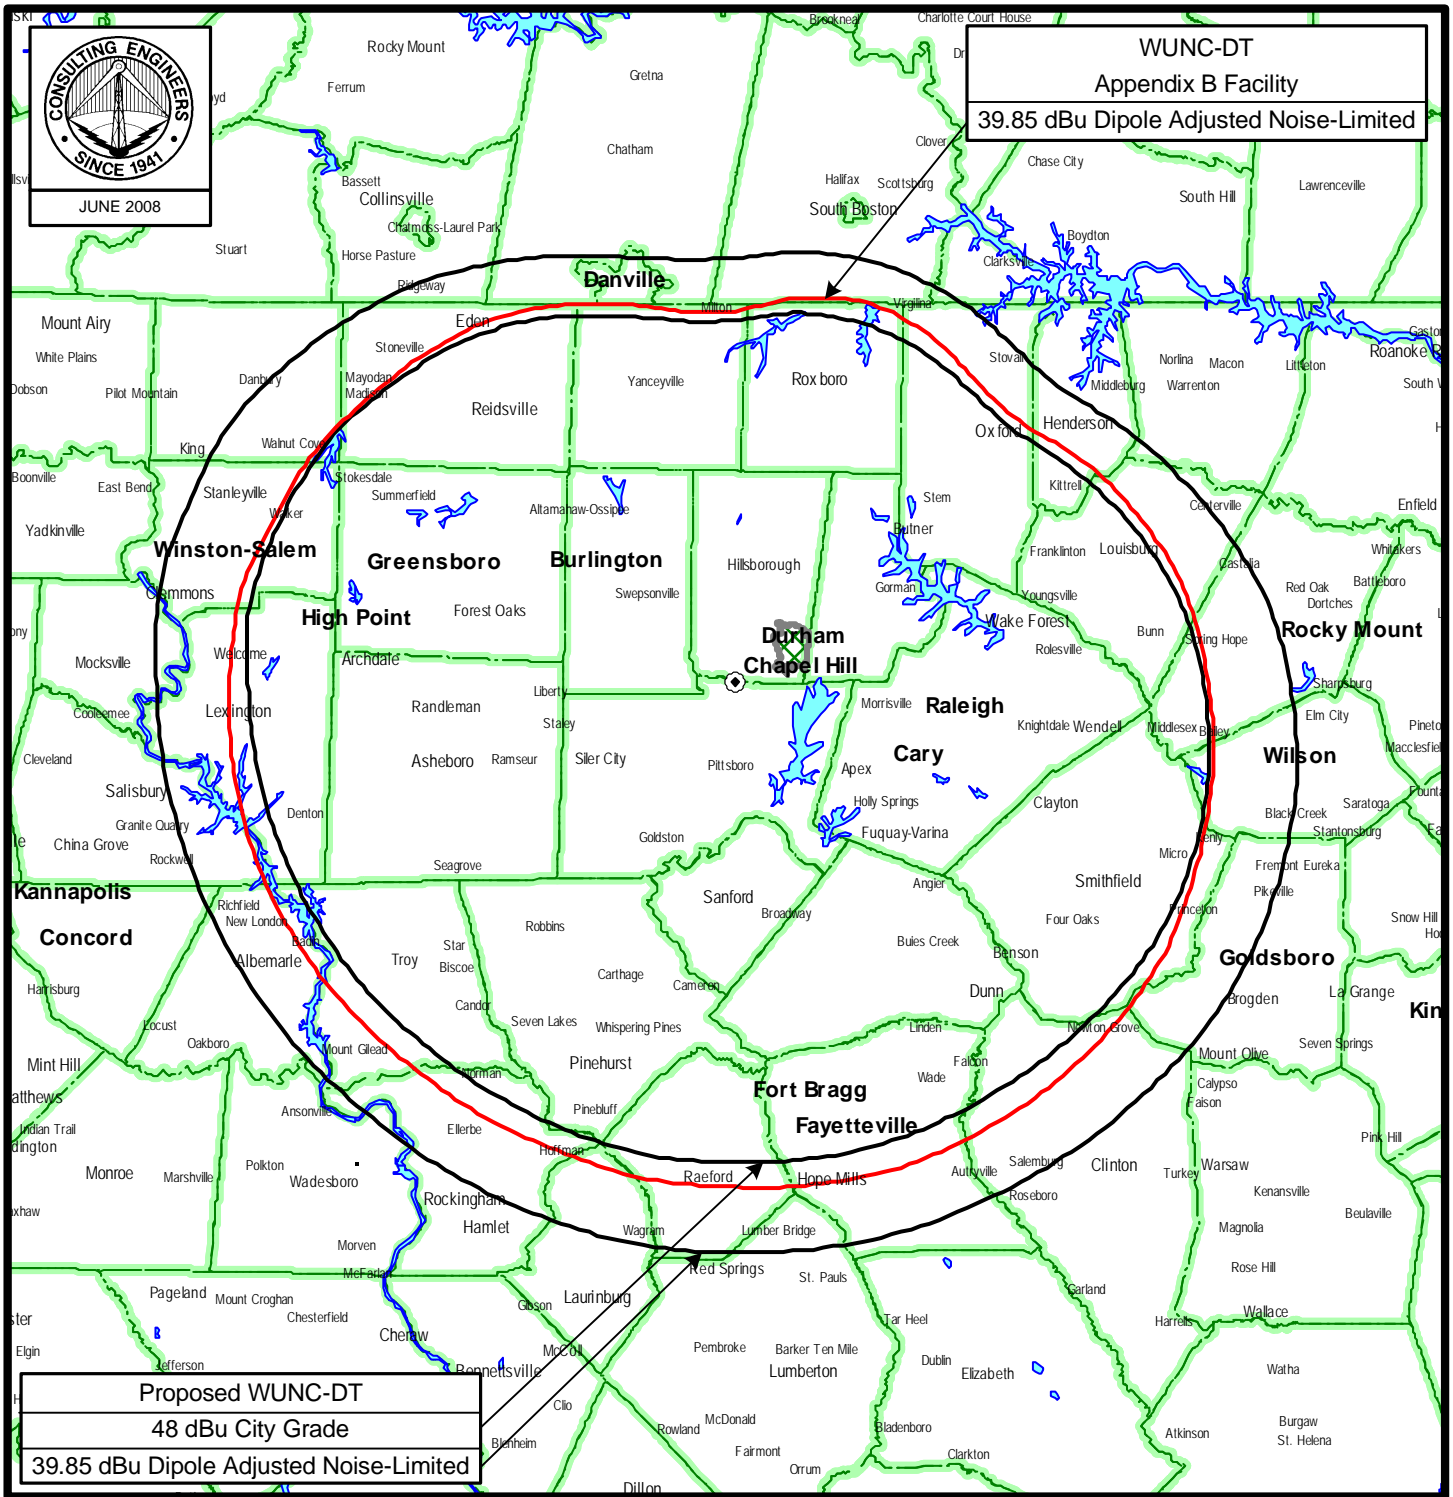 Brookneal
Charlotte Court House
Rocky Mount
Gretna
Ferrum
CONSULTING ENGINEERS
SINCE 1941
JUNE 2008
WUNC-DT
Appendix B Facility
39.85 dBu Dipole Adjusted Noise-Limited
Chatham
Clover
Chase City
Bassett
Collinsville
Halifax
Scottsburg
South Boston
South Hill
Lawrenceville
Chatmoss-Laurel Park
Stuart
Horse Pasture
Boydton
Clarksville
Ridgeway
Danville
Milton
Virgilina
Mount Airy
Eden
White Plains
Stoneville
Stovall
Norlina
Macon
Littleton
Roanoke R
Dobson
Pilot Mountain
Danbury
Mayodan
Madison
Yanceyville
Roxboro
Middleburg
Warrenton
Reidsville
King
Walnut Cove
Oxford
Henderson
Boonville
East Bend
Stanleyville
Stokesdale
Summerfield
Kittrell
Yadkinville
Walker
Altamahaw-Ossipee
Stem
Centerville
Enfield
Winston-Salem
Greensboro
Burlington
Hillsborough
Butner
Franklinton
Louisburg
Whitakers
Castalia
Clemmons
High Point
Forest Oaks
Swepsonville
Gorman
Youngsville
Red Oak
Dortches
Battleboro
Durham
Wake Forest
Bunn
Spring Hope
Rocky Mount
Mocksville
Welcome
Archdale
Chapel Hill
Rolesville
Sharpsburg
Cooleemee
Lexington
Randleman
Liberty
Staley
Morrisville
Raleigh
Knightdale
Wendell
Middlesex
Bailey
Elm City
Cleveland
Asheboro
Ramseur
Siler City
Pittsboro
Apex
Cary
Wilson
Salisbury
Denton
Holly Springs
Clayton
Black Creek
Saratoga
Granite Quarry
Stantonsburg
China Grove
Rockwell
Seagrove
Goldston
Fuquay-Varina
Micro
Kenly
Fremont
Eureka
Kannapolis
Richfield
New London
Sanford
Broadway
Angier
Smithfield
Four Oaks
Princeton
Pikeville
Snow Hill
Concord
Badin
Albemarle
Troy
Star
Biscoe
Robbins
Buies Creek
Benson
Goldsboro
Harrisburg
Candor
Carthage
Cameron
Dunn
Brogden
La Grange
Kin
Locust
Oakboro
Seven Lakes
Whispering Pines
Linden
Newton Grove
Mint Hill
Mount Gilead
Norman
Pinehurst
Falcon
Wade
Mount Olive
Seven Springs
Calypso
Faison
Ansonville
Ellerbe
Pinebluff
Fort Bragg
Fayetteville
Indian Trail
Pink Hill
Monroe
Marshville
Polkton
Wadesboro
Hoffman
Raeford
Hope Mills
Autryville
Salemburg
Roseboro
Clinton
Turkey
Warsaw
Kenansville
Rockingham
Hamlet
Wagram
Lumber Bridge
Magnolia
Beulaville
Morven
McFarlan
Red Springs
St. Pauls
Rose Hill
Pageland
Mount Croghan
Chesterfield
Gibson
Laurinburg
Garland
Wallace
Harrells
Cheraw
McColl
Tar Heel
Elgin
Jefferson
Bennettsville
Pembroke
Barker Ten Mile
Lumberton
Dublin
Elizabeth
Watha
Proposed WUNC-DT
48 dBu City Grade
39.85 dBu Dipole Adjusted Noise-Limited
Clio
Blenheim
Rowland
McDonald
Fairmont
Orrum
Bladenboro
Clarkton
Atkinson
Burgaw
St. Helena
Dillon